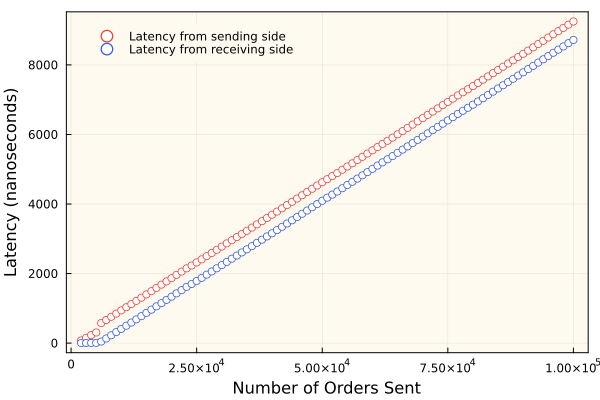 Latency from sending side
Latency from receiving side
8000
6000
4000
2000
0
Latency (nanoseconds)
0 2.50×10⁴ 5.00×10⁴ 7.50×10⁴ 1.00×10⁵
Number of Orders Sent